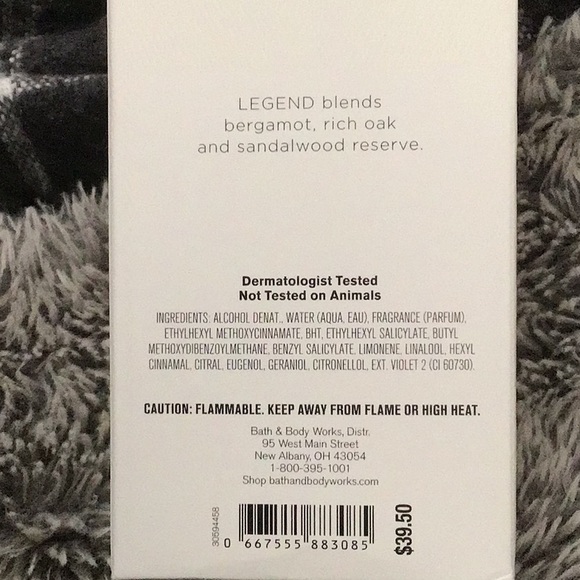 LEGEND blends
bergamot, rich oak
and sandalwood reserve.
Dermatologist Tested
Not Tested on Animals
INGREDIENTS: ALCOHOL DENAT., WATER (AQUA, EAU), FRAGRANCE (PARFUM),
ETHYLHEXYL METHOXYCINNAMATE, BHT, ETHYLHEXYL SALICYLATE, BUTYL
METHOXYDIBENZOYLMETHANE, BENZYL SALICYLATE, LIMONENE, LINALOOL, HEXYL
CINNAMAL, CITRAL, EUGENOL, GERANIOL, CITRONELLOL, EXT. VIOLET 2 (CI 60730).
CAUTION: FLAMMABLE. KEEP AWAY FROM FLAME OR HIGH HEAT.
Bath & Body Works, Distr.
95 West Main Street
New Albany, OH 43054
1-800-395-1001
Shop bathandbodyworks.com
30594458
0 667555 883085
$39.50